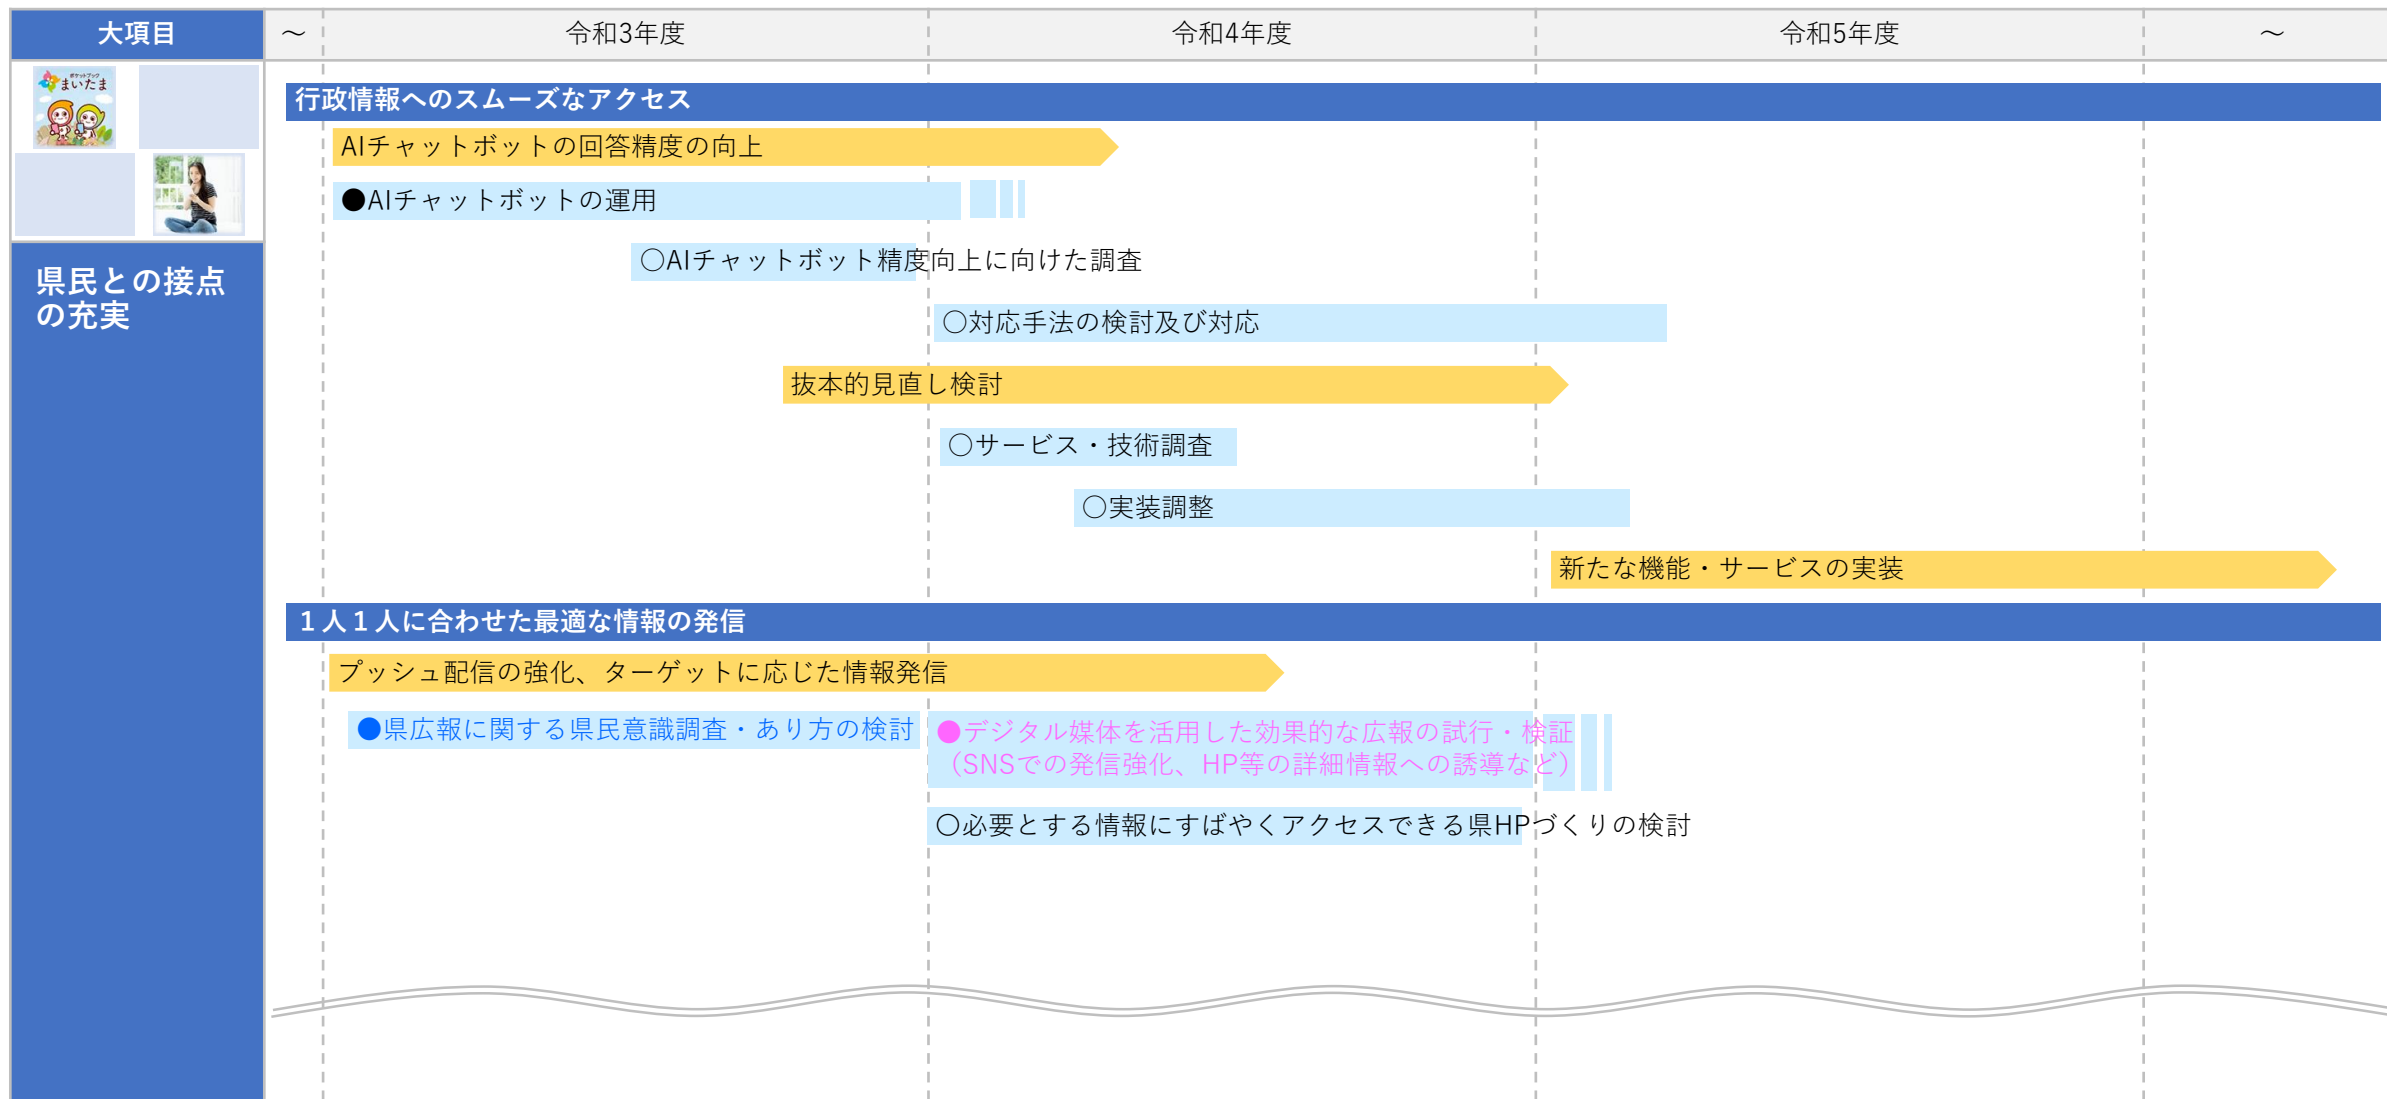 大項目
～
令和3年度
令和4年度
令和5年度
～
ポケットブック
まいたま
県民との接点
の充実
行政情報へのスムーズなアクセス
AIチャットボットの回答精度の向上
●AIチャットボットの運用
○AIチャットボット精度向上に向けた調査
○対応手法の検討及び対応
抜本的見直し検討
○サービス・技術調査
○実装調整
新たな機能・サービスの実装
１人１人に合わせた最適な情報の発信
プッシュ配信の強化、ターゲットに応じた情報発信
●県広報に関する県民意識調査・あり方の検討
●デジタル媒体を活用した効果的な広報の試行・検証
（SNSでの発信強化、HP等の詳細情報への誘導など）
○必要とする情報にすばやくアクセスできる県HPづくりの検討